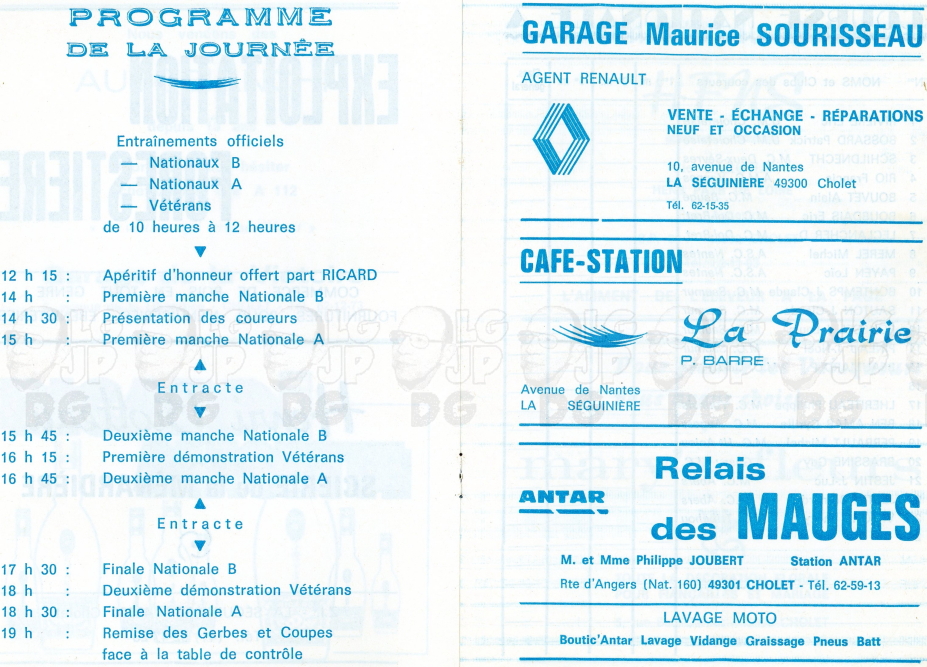 PROGRAMME
DE LA JOURNÉE
Entraînements officiels
— Nationaux B
— Nationaux A
— Vétérans
de 10 heures à 12 heures
▼
12 h 15 : Apéritif d'honneur offert part RICARD
14 h : Première manche Nationale B
14 h 30 : Présentation des coureurs
15 h : Première manche Nationale A
▲
Entracte
▼
15 h 45 : Deuxième manche Nationale B
16 h 15 : Première démonstration Vétérans
16 h 45 : Deuxième manche Nationale A
▲
Entracte
▼
17 h 30 : Finale Nationale B
18 h : Deuxième démonstration Vétérans
18 h 30 : Finale Nationale A
19 h : Remise des Gerbes et Coupes
face à la table de contrôle
GARAGE Maurice SOURISSEAU
AGENT RENAULT
VENTE - ÉCHANGE - RÉPARATIONS
NEUF ET OCCASION
10, avenue de Nantes
LA SÉGUINIÈRE 49300 Cholet
Tél. 62-15-35
CAFE-STATION
La Prairie
P. BARRE
Avenue de Nantes
LA SÉGUINIÈRE
Relais
ANTAR
des MAUGES
M. et Mme Philippe JOUBERT Station ANTAR
Rte d'Angers (Nat. 160) 49301 CHOLET - Tél. 62-59-13
LAVAGE MOTO
Boutic'Antar Lavage Vidange Graissage Pneus Batt
LG JP DG